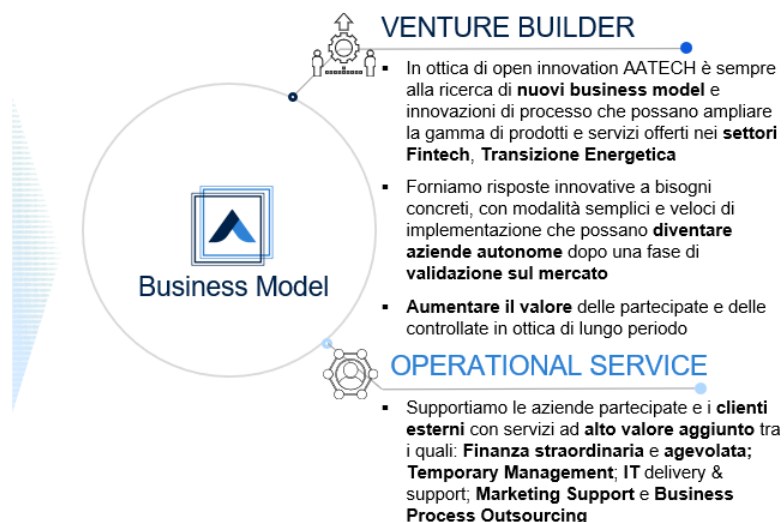 VENTURE BUILDER
▪ In ottica di open innovation AATECH è sempre
alla ricerca di nuovi business model e
innovazioni di processo che possano ampliare
la gamma di prodotti e servizi offerti nei settori
Fintech, Transizione Energetica
▪ Forniamo risposte innovative a bisogni
concreti, con modalità semplici e veloci di
implementazione che possano diventare
aziende autonome dopo una fase di
validazione sul mercato
▪ Aumentare il valore delle partecipate e delle
controllate in ottica di lungo periodo
Business Model
OPERATIONAL SERVICE
▪ Supportiamo le aziende partecipate e i clienti
esterni con servizi ad alto valore aggiunto tra
i quali: Finanza straordinaria e agevolata;
Temporary Management; IT delivery &
support; Marketing Support e Business
Process Outsourcing